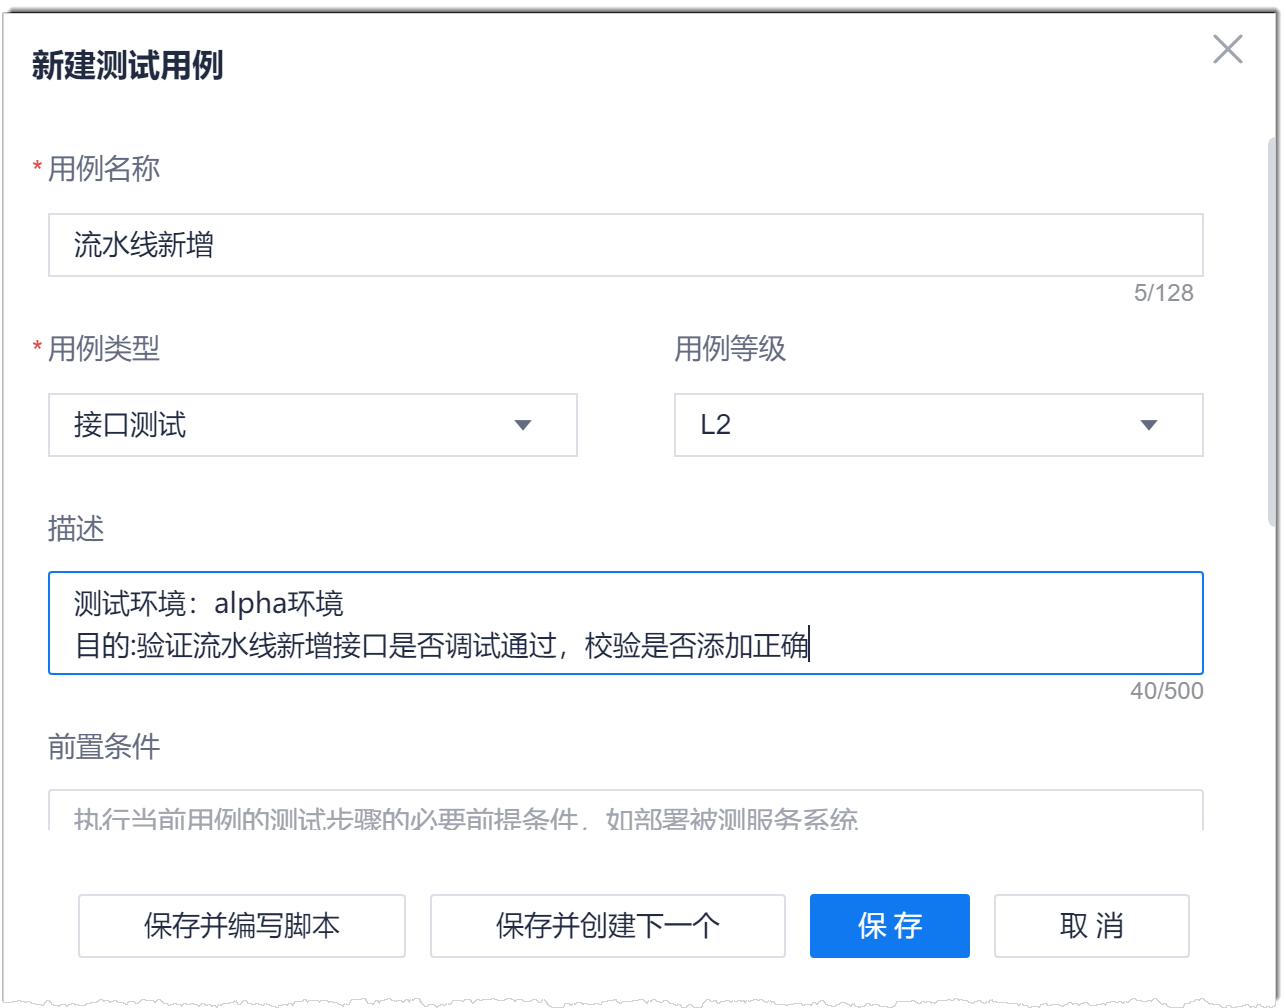 新建测试用例
* 用例名称
流水线新增
5/128
* 用例类型 用例等级
接口测试 L2
描述
测试环境：alpha环境
目的:验证流水线新增接口是否调试通过，校验是否添加正确
40/500
前置条件
执行当前用例的测试步骤的必要前提条件，如部署被测服务系统
保存并编写脚本 保存并创建下一个 保存 取消